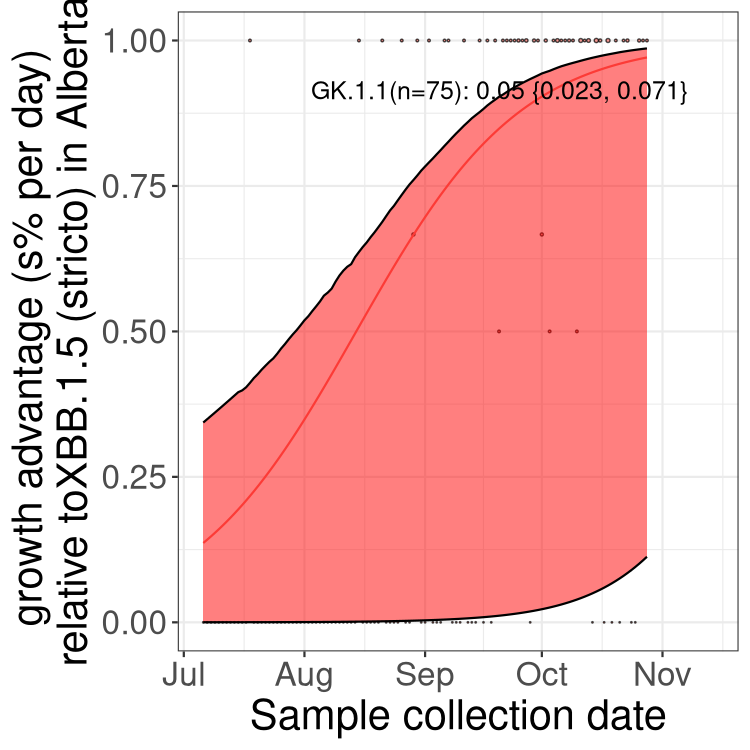 growth advantage (s% per day)
relative toXBB.1.5 (stricto) in Alberta
1.00
0.75
0.50
0.25
0.00
GK.1.1(n=75): 0.05 {0.023, 0.071}
Jul Aug Sep Oct Nov
Sample collection date